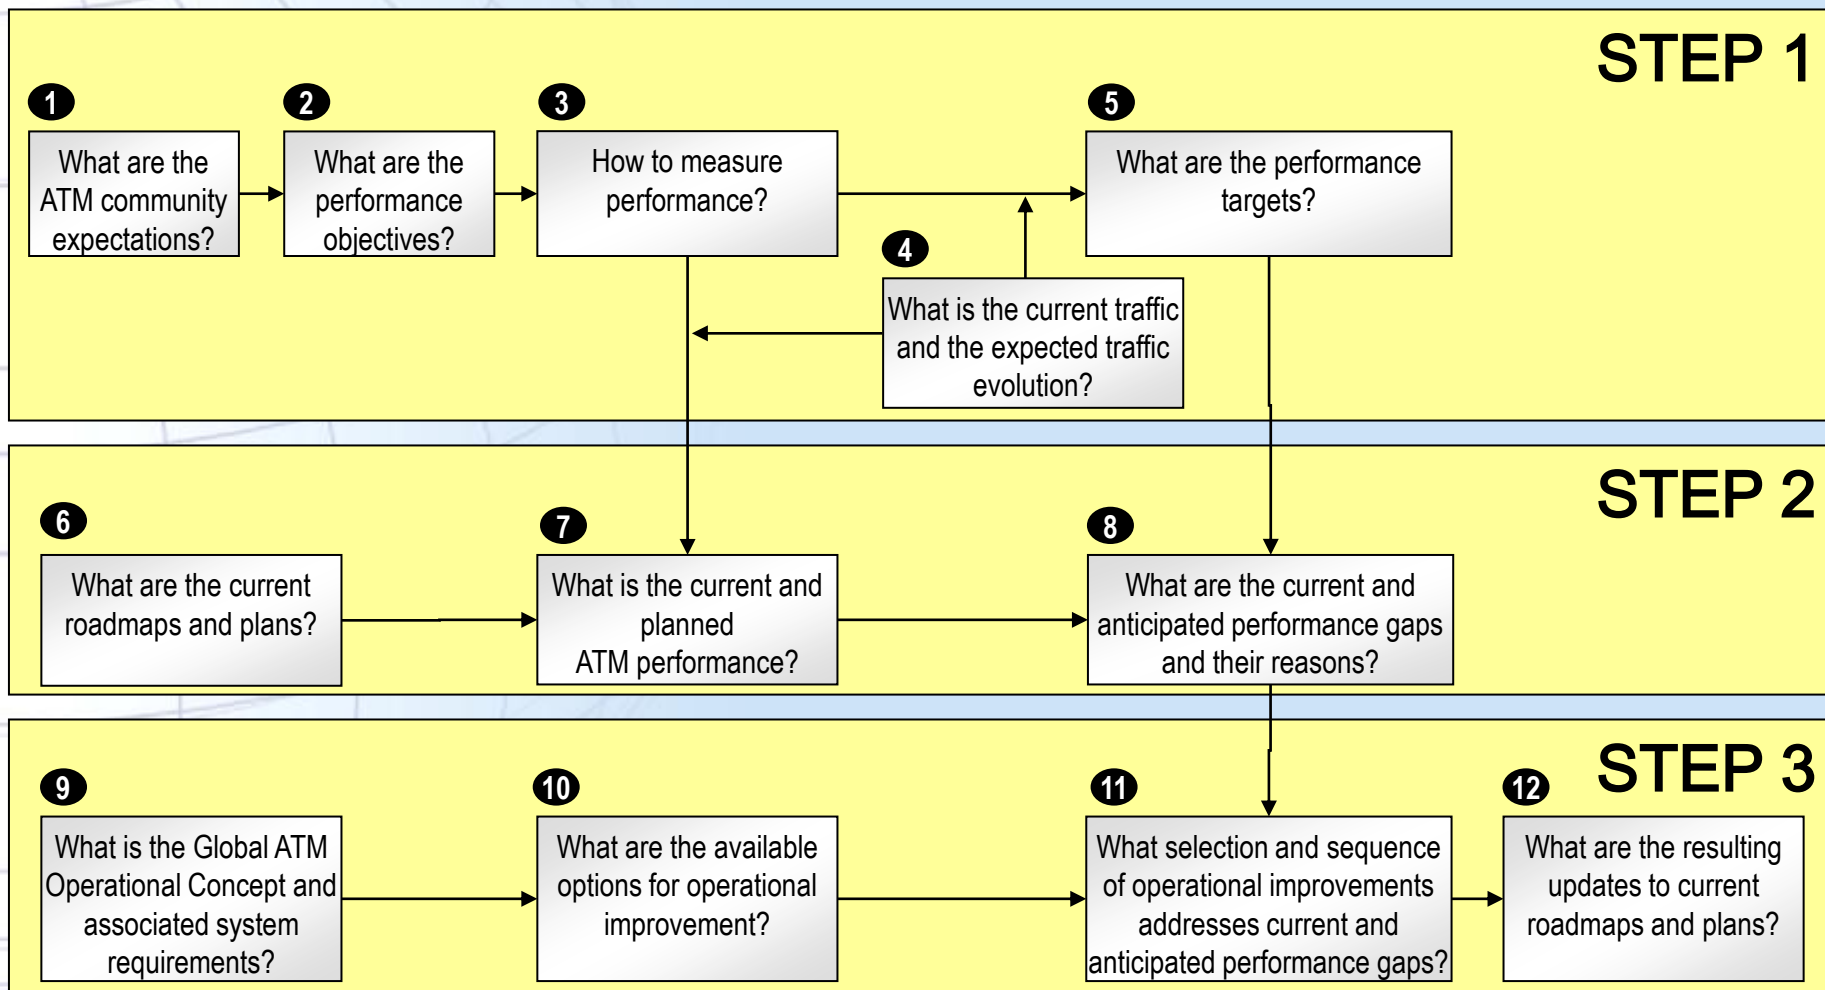 STEP 1
1
What are the
ATM community
expectations?
2
What are the
performance
objectives?
3
How to measure
performance?
4
What is the current traffic
and the expected traffic
evolution?
5
What are the performance
targets?
STEP 2
6
What are the current
roadmaps and plans?
7
What is the current and
planned
ATM performance?
8
What are the current and
anticipated performance gaps
and their reasons?
STEP 3
9
What is the Global ATM
Operational Concept and
associated system
requirements?
10
What are the available
options for operational
improvement?
11
What selection and sequence
of operational improvements
addresses current and
anticipated performance gaps?
12
What are the resulting
updates to current
roadmaps and plans?